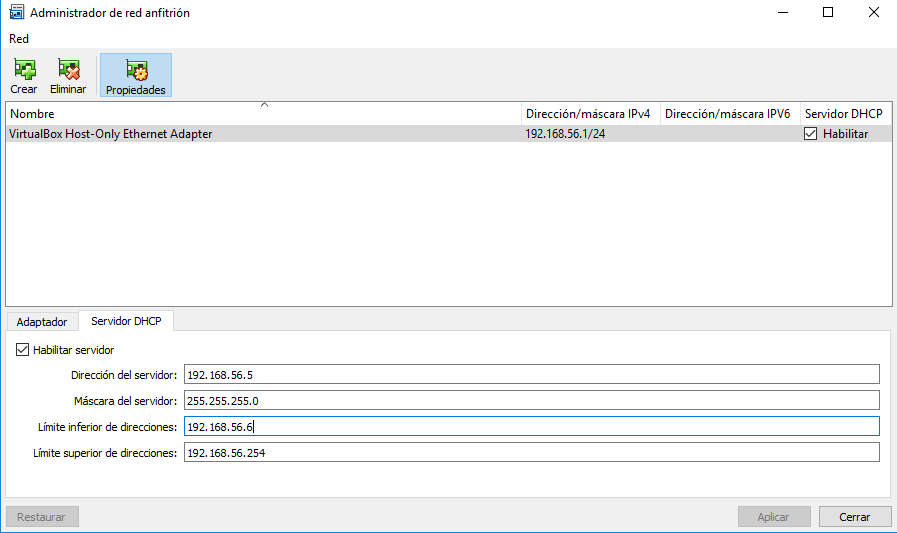 Administrador de red anfitrión
Red
Crear Eliminar Propiedades
Nombre Dirección/máscara IPv4 Dirección/máscara IPV6 Servidor DHCP
VirtualBox Host-Only Ethernet Adapter 192.168.56.1/24 Habilitar
Adaptador Servidor DHCP
Habilitar servidor
Dirección del servidor: 192.168.56.5
Máscara del servidor: 255.255.255.0
Límite inferior de direcciones: 192.168.56.6
Límite superior de direcciones: 192.168.56.254
Restaurar Aplicar Cerrar